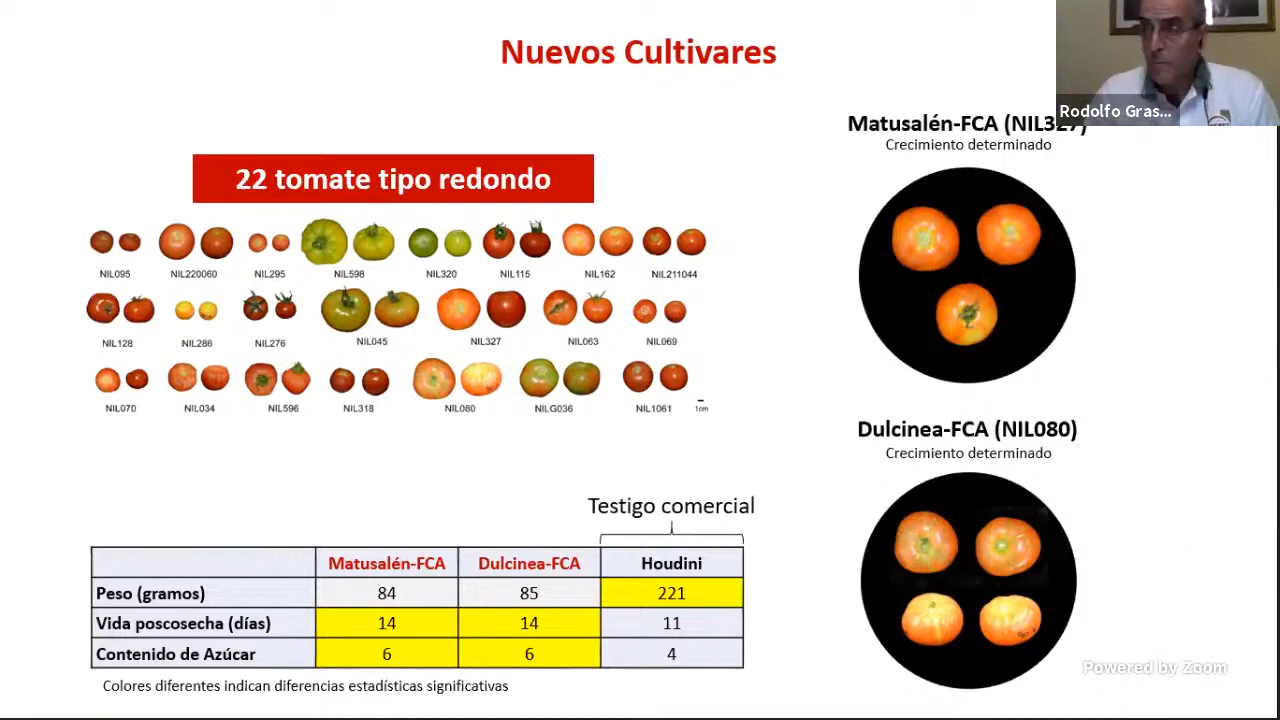 Nuevos Cultivares
Rodolfo Gras...
22 tomate tipo redondo
NIL095 NIL220060 NIL295 NIL598 NIL320 NIL115 NIL162 NIL211044
NIL128 NIL286 NIL276 NIL045 NIL327 NIL063 NIL069
NIL070 NIL034 NIL596 NIL318 NIL080 NILG036 NIL1061 1cm
Matusalén-FCA (NIL327)
Crecimiento determinado
Dulcinea-FCA (NIL080)
Crecimiento determinado
Testigo comercial
Matusalén-FCA Dulcinea-FCA Houdini
Peso (gramos) 84 85 221
Vida poscosecha (días) 14 14 11
Contenido de Azúcar 6 6 4
Colores diferentes indican diferencias estadísticas significativas
Powered by Zoom